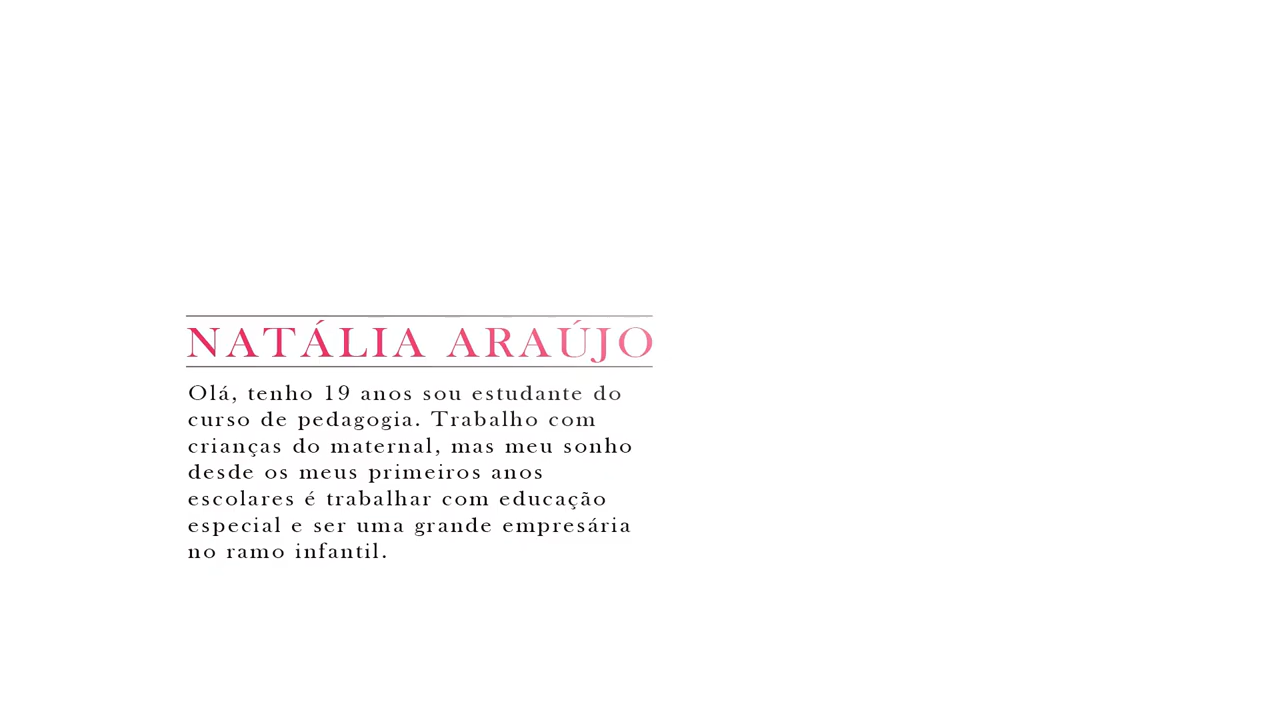 NATÁLIA ARAÚJO
Olá, tenho 19 anos sou estudante do
curso de pedagogia. Trabalho com
crianças do maternal, mas meu sonho
desde os meus primeiros anos
escolares é trabalhar com educação
especial e ser uma grande empresária
no ramo infantil.